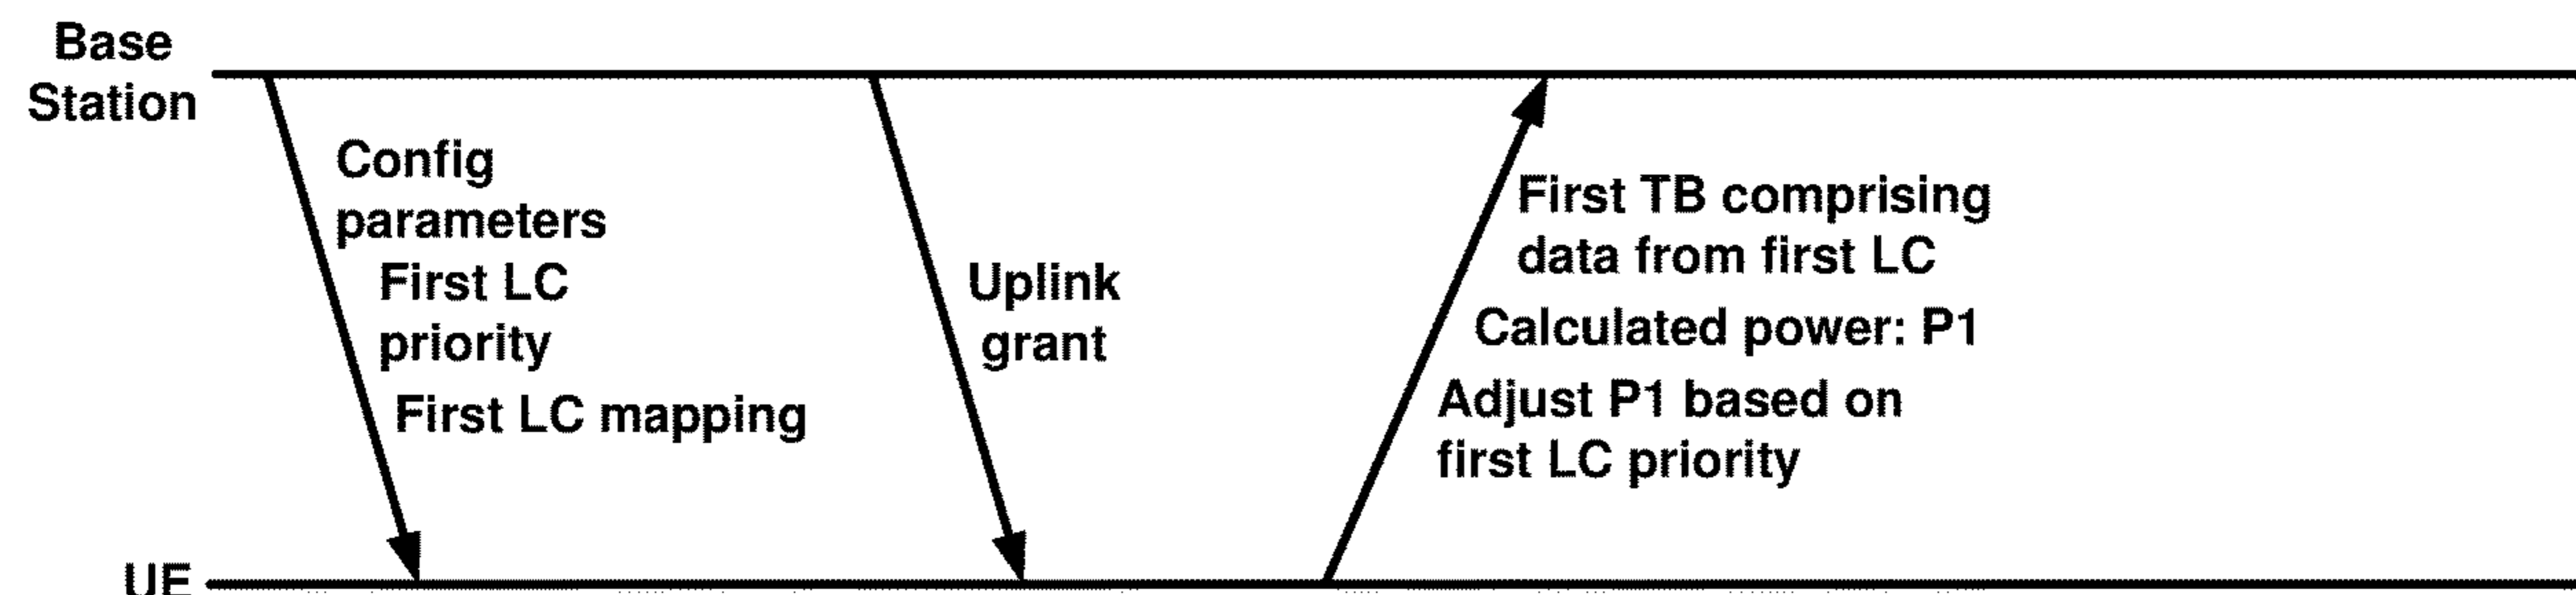 Base
Station
Config
parameters
First LC
priority
First LC mapping
Uplink
grant
First TB comprising
data from first LC
Calculated power: P1
Adjust P1 based on
first LC priority
UE